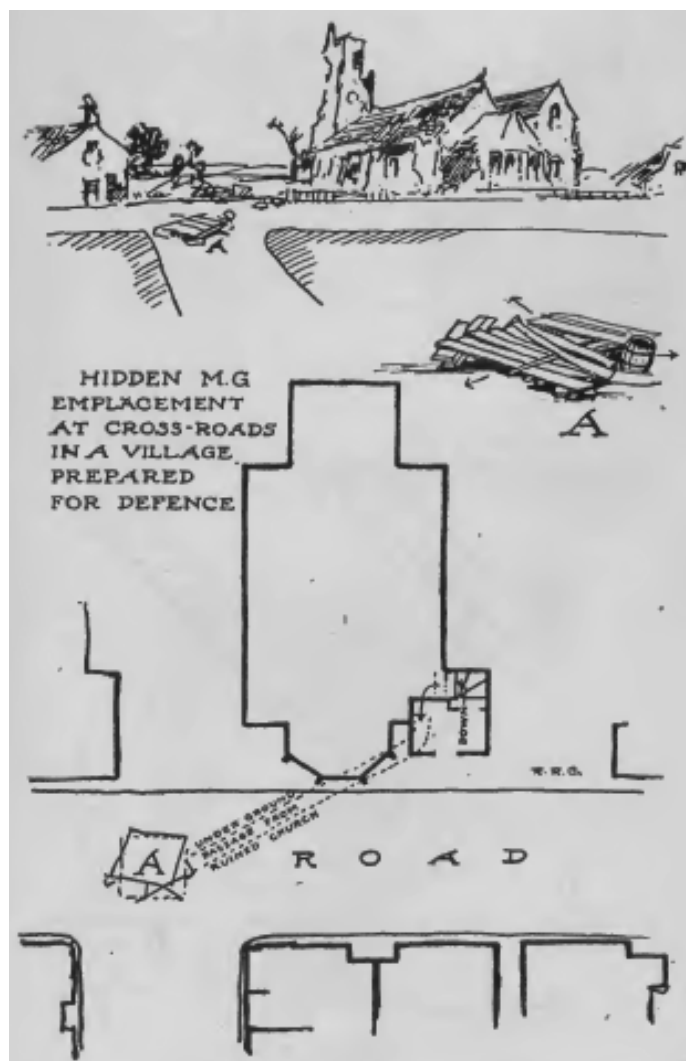 A
HIDDEN M.G
EMPLACEMENT
AT CROSS-ROADS
IN A VILLAGE
PREPARED
FOR DEFENCE
A
DOWN
R.R.G.
UNDER GROUND
PASSAGE FROM
RUINED CHURCH
A
ROAD